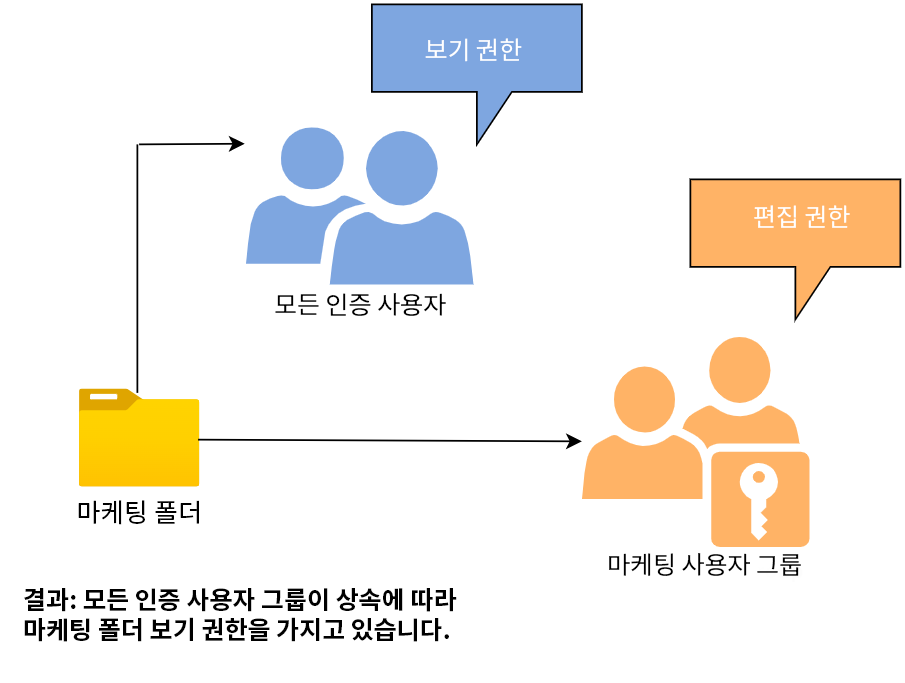 보기 권한
편집 권한
모든 인증 사용자
마케팅 폴더
마케팅 사용자 그룹
결과: 모든 인증 사용자 그룹이 상속에 따라
마케팅 폴더 보기 권한을 가지고 있습니다.